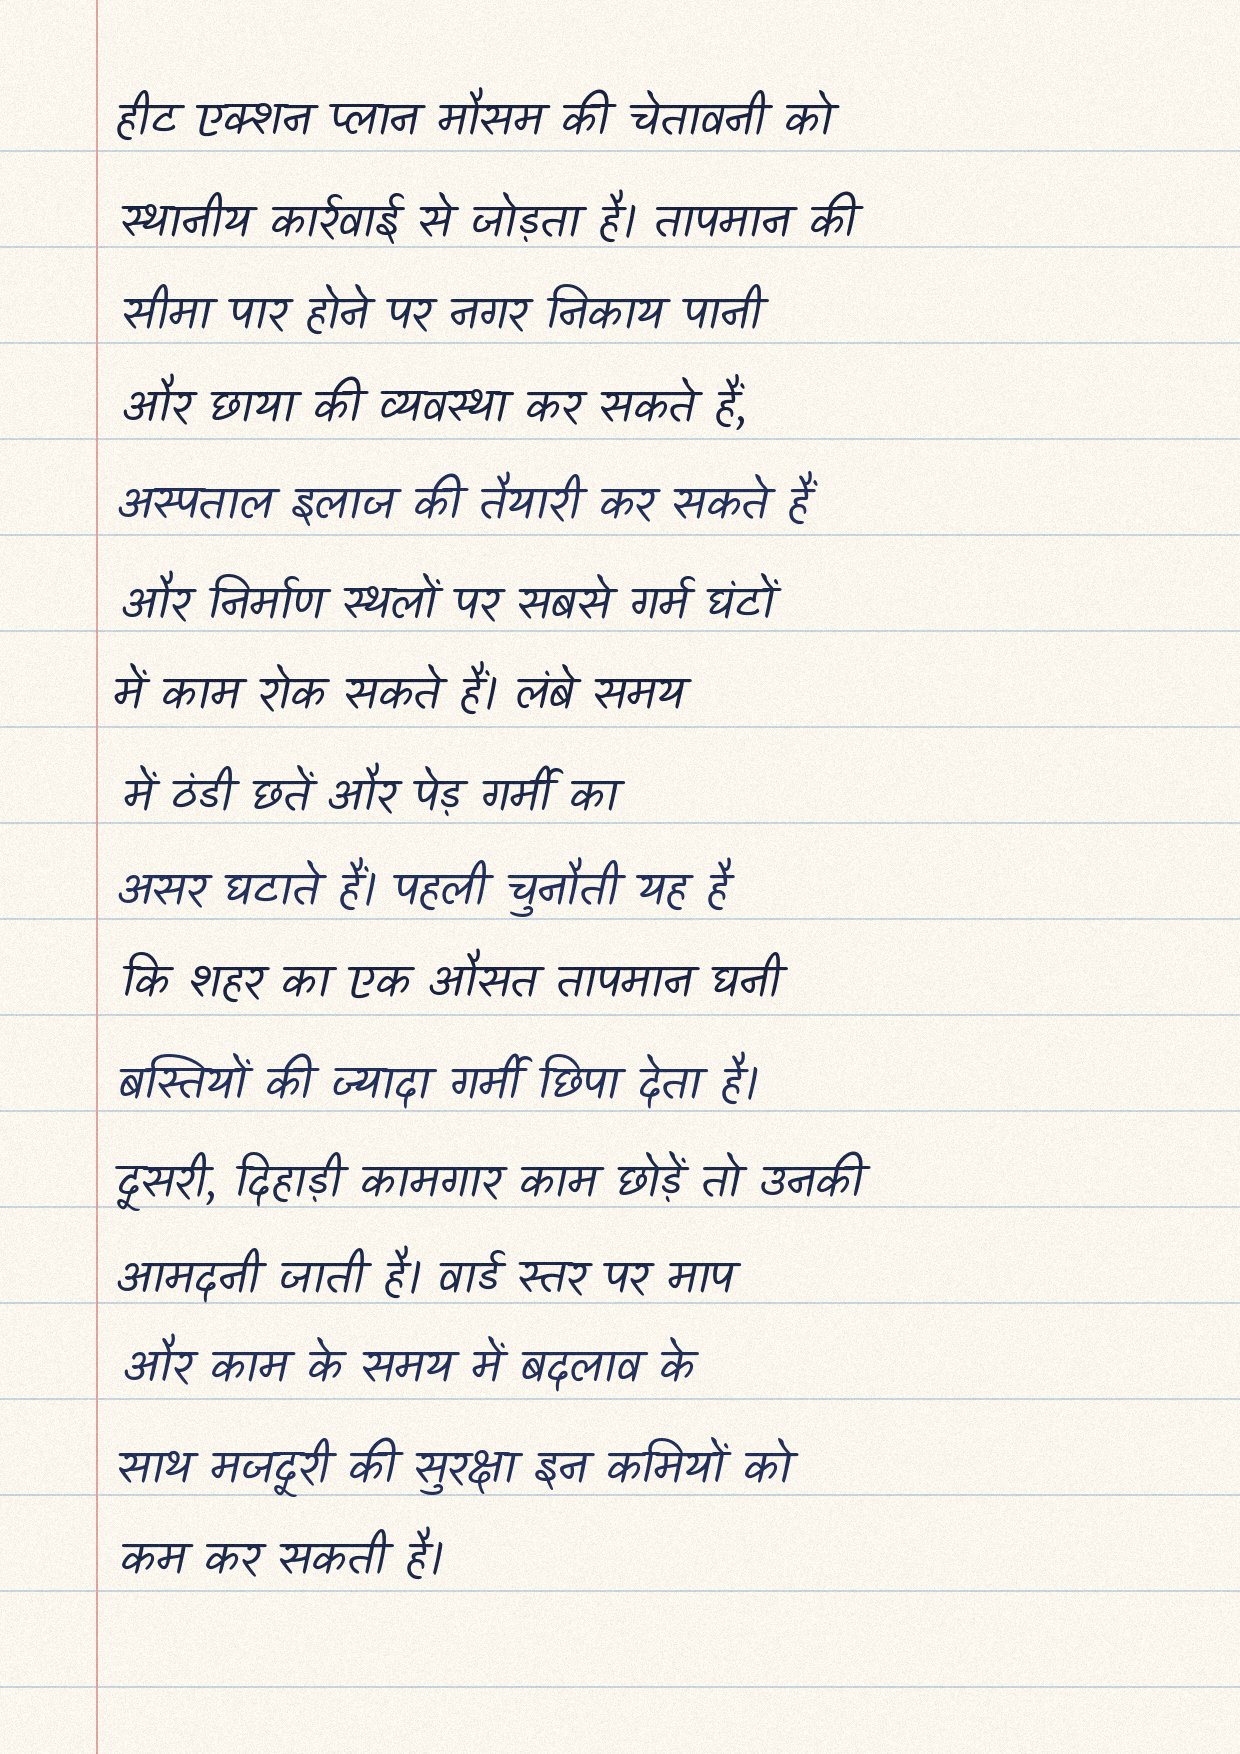 हीट एक्शन प्लान मौसम की चेतावनी को
स्थानीय कार्रवाई से जोड़ता है। तापमान की
सीमा पार होने पर नगर निकाय पानी
और छाया की व्यवस्था कर सकते हैं,
अस्पताल इलाज की तैयारी कर सकते हैं
और निर्माण स्थलों पर सबसे गर्म घंटों
में काम रोक सकते हैं। लंबे समय
में ठंडी छतें और पेड़ गर्मी का
असर घटाते हैं। पहली चुनौती यह है
कि शहर का एक औसत तापमान घनी
बस्तियों की ज्यादा गर्मी छिपा देता है।
दूसरी, दिहाड़ी कामगार काम छोड़ें तो उनकी
आमदनी जाती है। वार्ड स्तर पर माप
और काम के समय में बदलाव के
साथ मजदूरी की सुरक्षा इन कमियों को
कम कर सकती है।